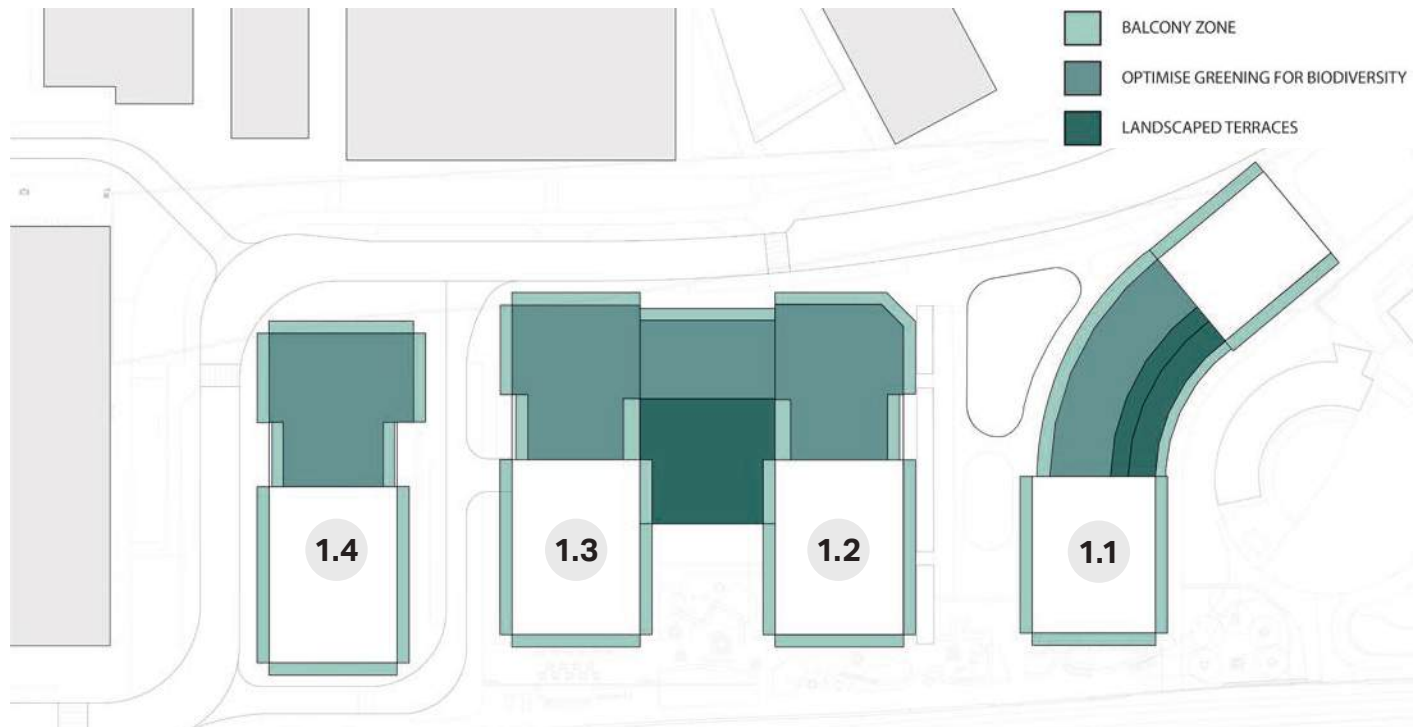 BALCONY ZONE
OPTIMISE GREENING FOR BIODIVERSITY
LANDSCAPED TERRACES
1.4
1.3
1.2
1.1